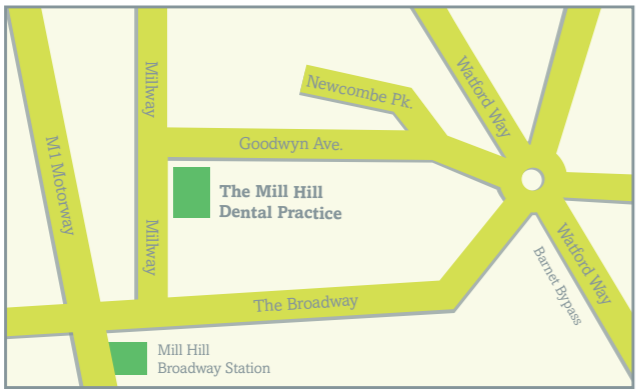 Millway
Newcombe Pk.
Watford Way
M1 Motorway
Goodwyn Ave.
The Mill Hill
Dental Practice
Millway
Watford Way
Barnet Bypass
The Broadway
Mill Hill
Broadway Station